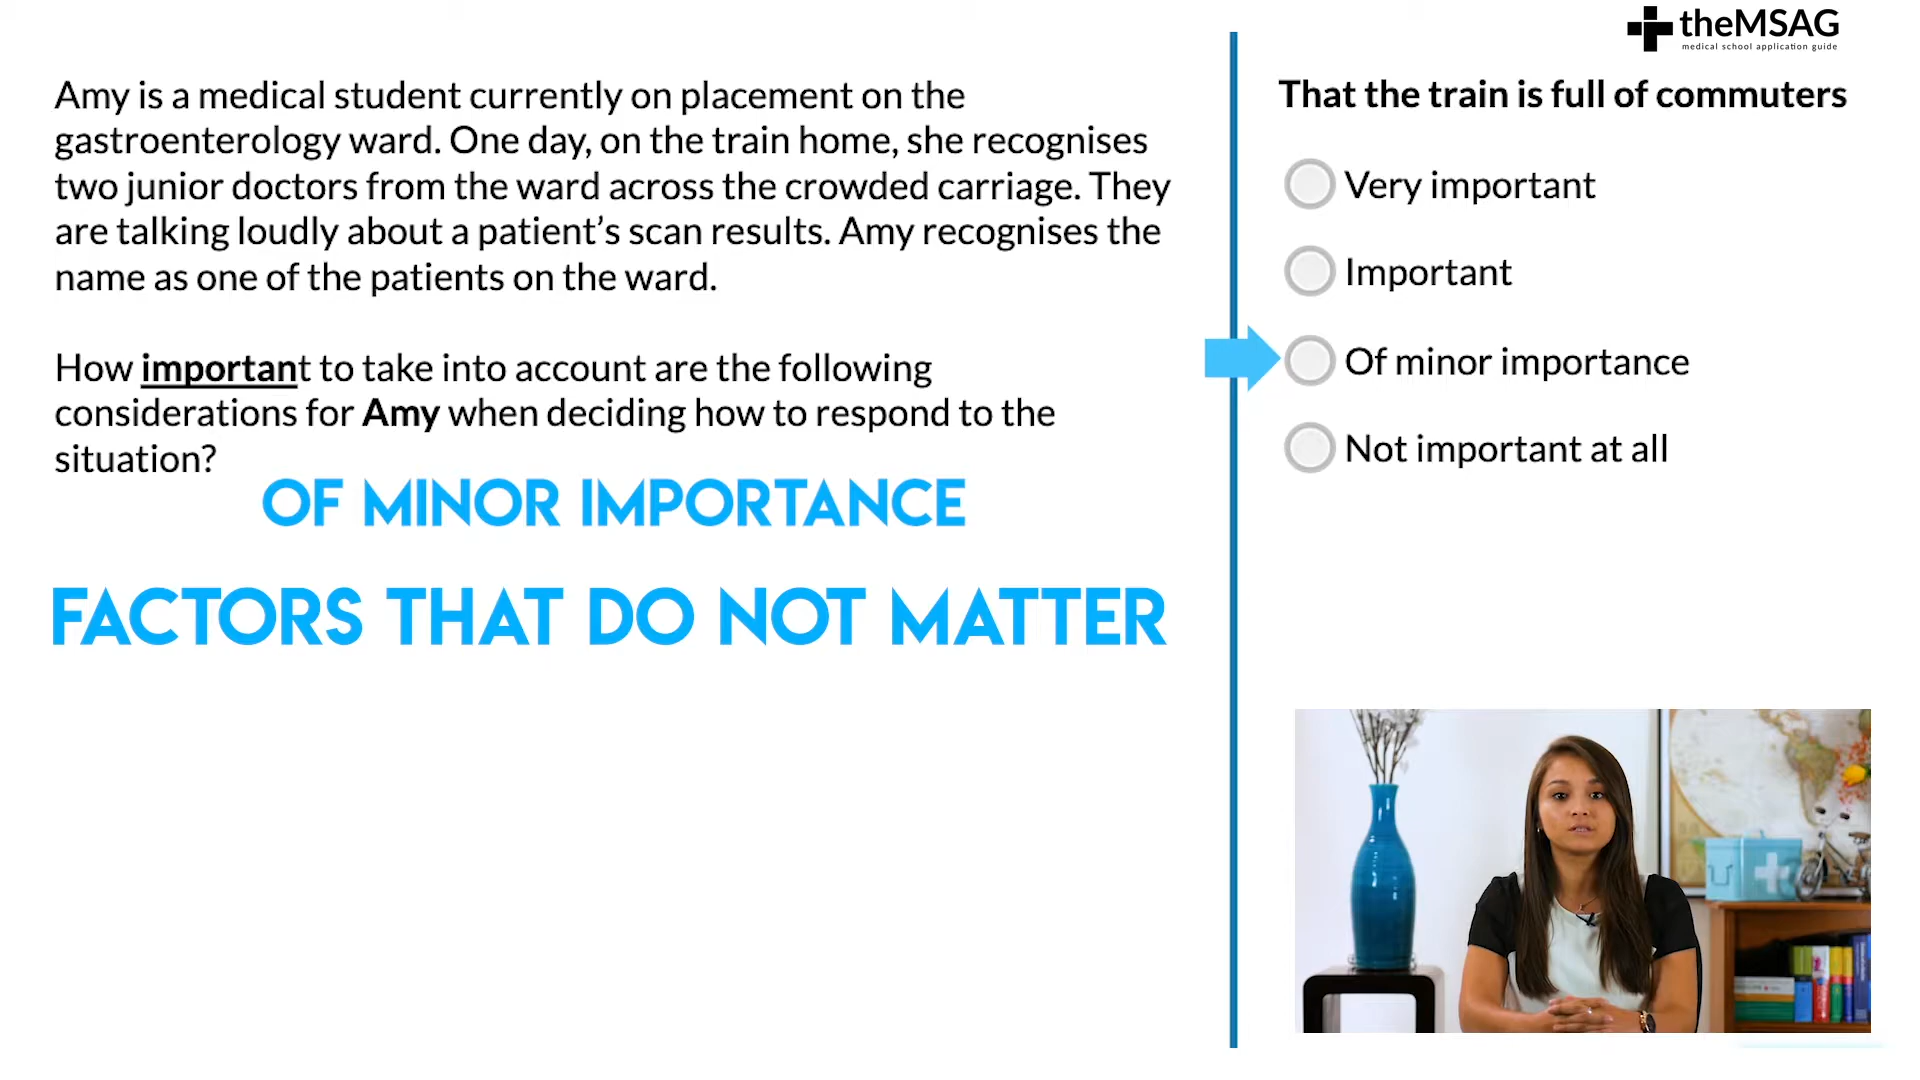 theMSAG
medical school application guide
Amy is a medical student currently on placement on the
gastroenterology ward. One day, on the train home, she recognises
two junior doctors from the ward across the crowded carriage. They
are talking loudly about a patient’s scan results. Amy recognises the
name as one of the patients on the ward.
How important to take into account are the following
considerations for Amy when deciding how to respond to the
situation?
OF MINOR IMPORTANCE
FACTORS THAT DO NOT MATTER
That the train is full of commuters
Very important
Important
Of minor importance
Not important at all